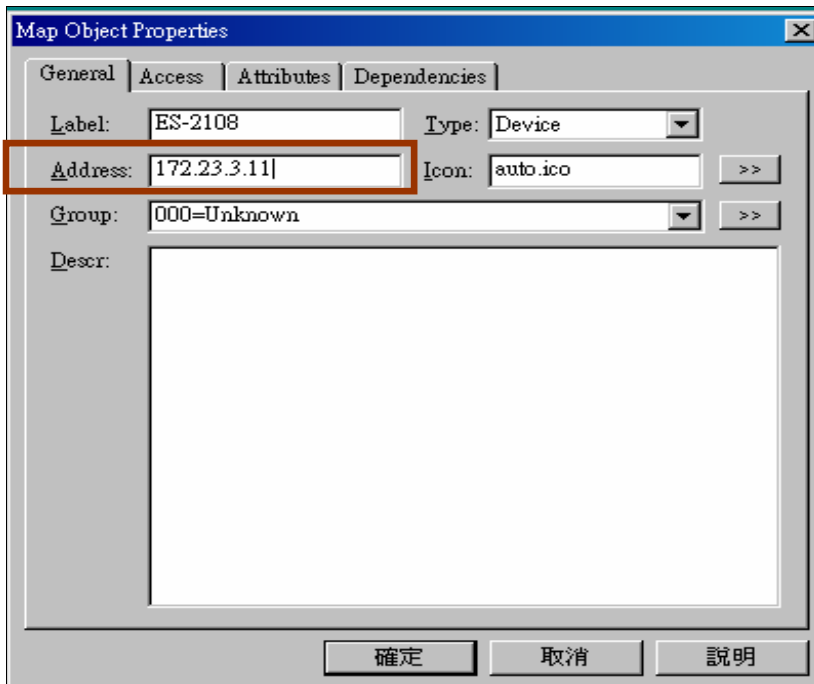 Map Object Properties
General Access Attributes Dependencies
Label: ES-2108 Type: Device
Address: 172.23.3.11 Icon: auto.ico >>
Group: 000=Unknown >>
Descr:
確定 取消 說明